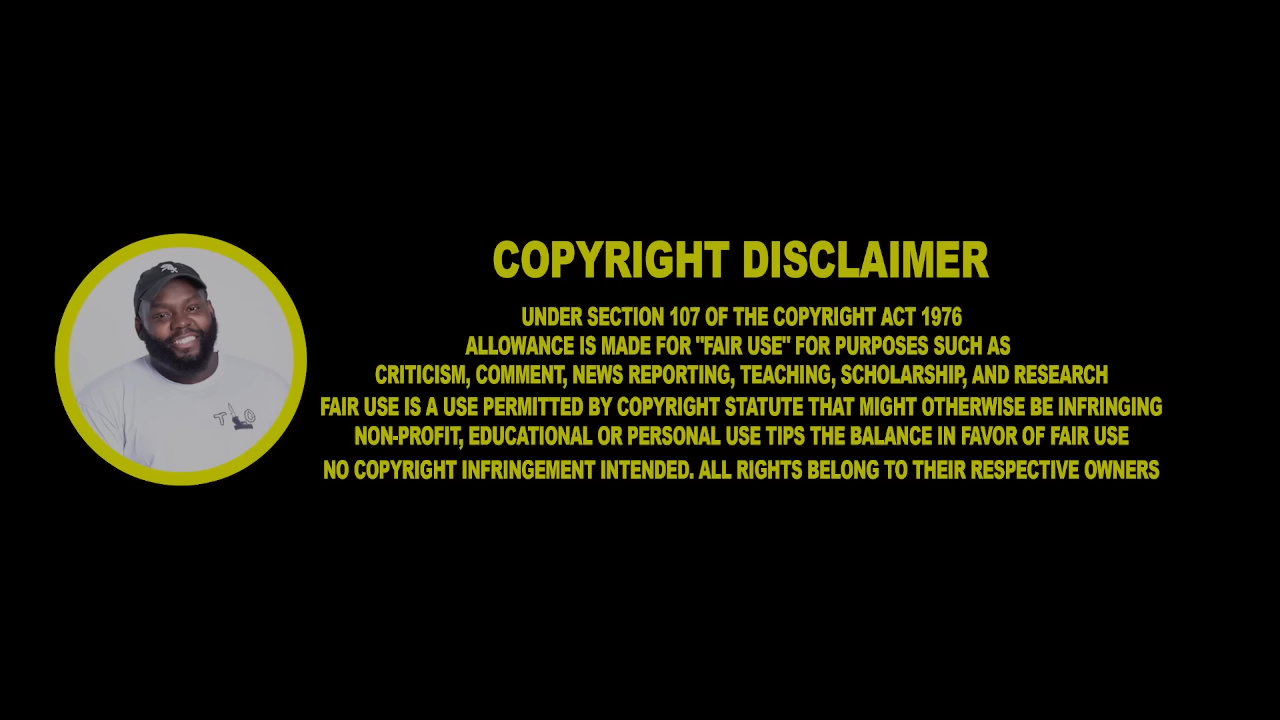 COPYRIGHT DISCLAIMER
UNDER SECTION 107 OF THE COPYRIGHT ACT 1976
ALLOWANCE IS MADE FOR "FAIR USE" FOR PURPOSES SUCH AS
CRITICISM, COMMENT, NEWS REPORTING, TEACHING, SCHOLARSHIP, AND RESEARCH
FAIR USE IS A USE PERMITTED BY COPYRIGHT STATUTE THAT MIGHT OTHERWISE BE INFRINGING
NON-PROFIT, EDUCATIONAL OR PERSONAL USE TIPS THE BALANCE IN FAVOR OF FAIR USE
NO COPYRIGHT INFRINGEMENT INTENDED. ALL RIGHTS BELONG TO THEIR RESPECTIVE OWNERS